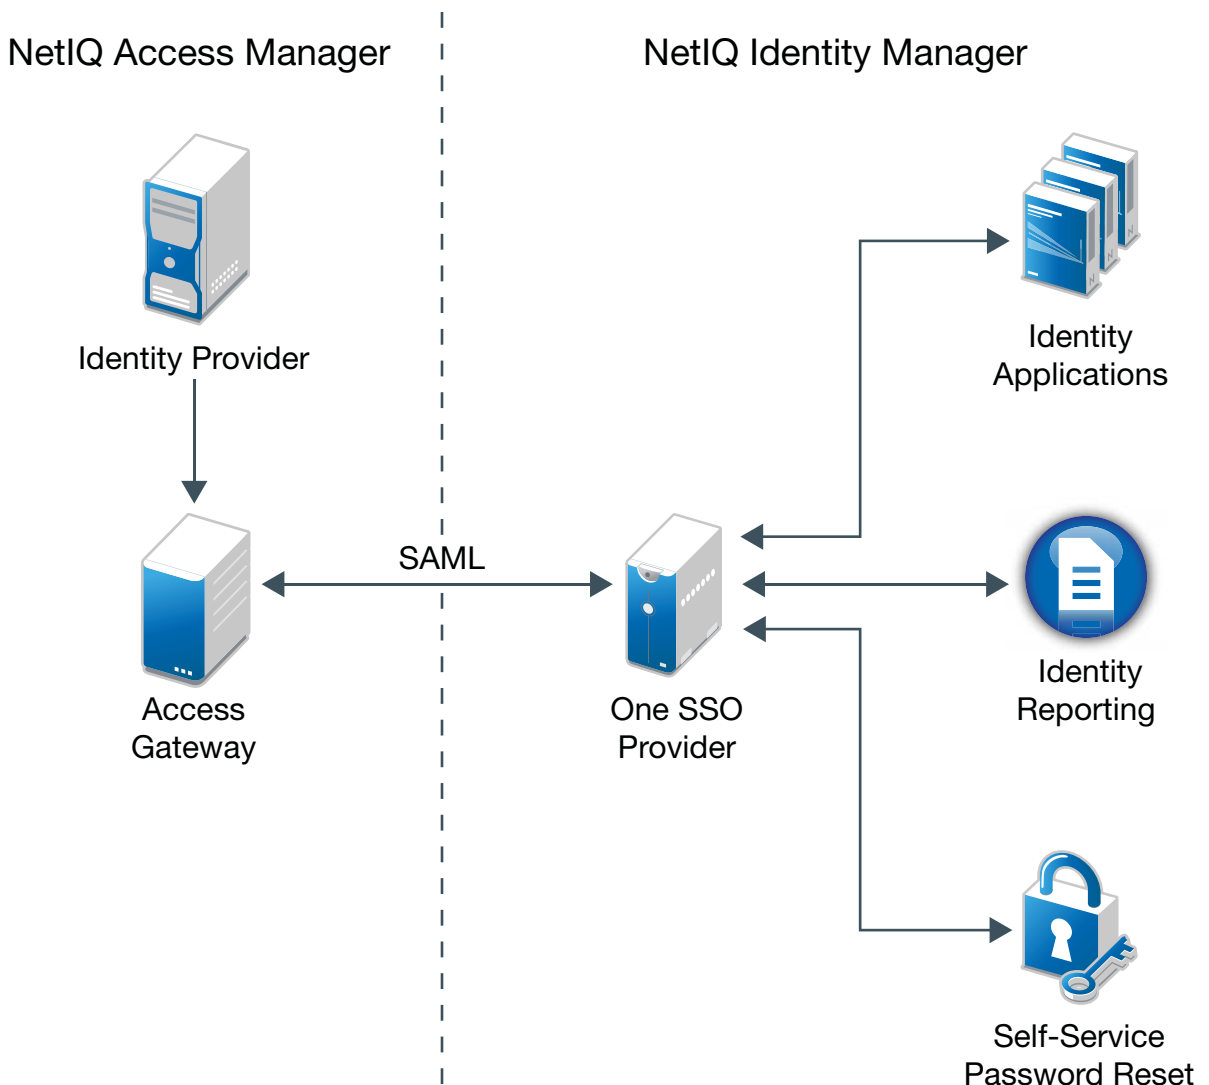 NetIQ Access Manager
NetIQ Identity Manager
Identity Provider
Identity
Applications
SAML
Access
Gateway
One SSO
Provider
Identity
Reporting
Self-Service
Password Reset